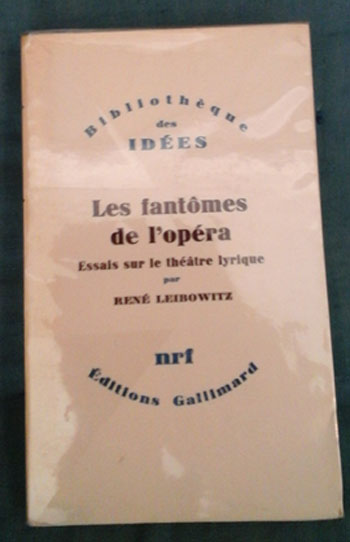 Bibliothèque
des
IDÉES
Les fantômes
de l'opéra
Essais sur le théâtre lyrique
par
RENÉ LEIBOWITZ
nrf
Éditions Gallimard